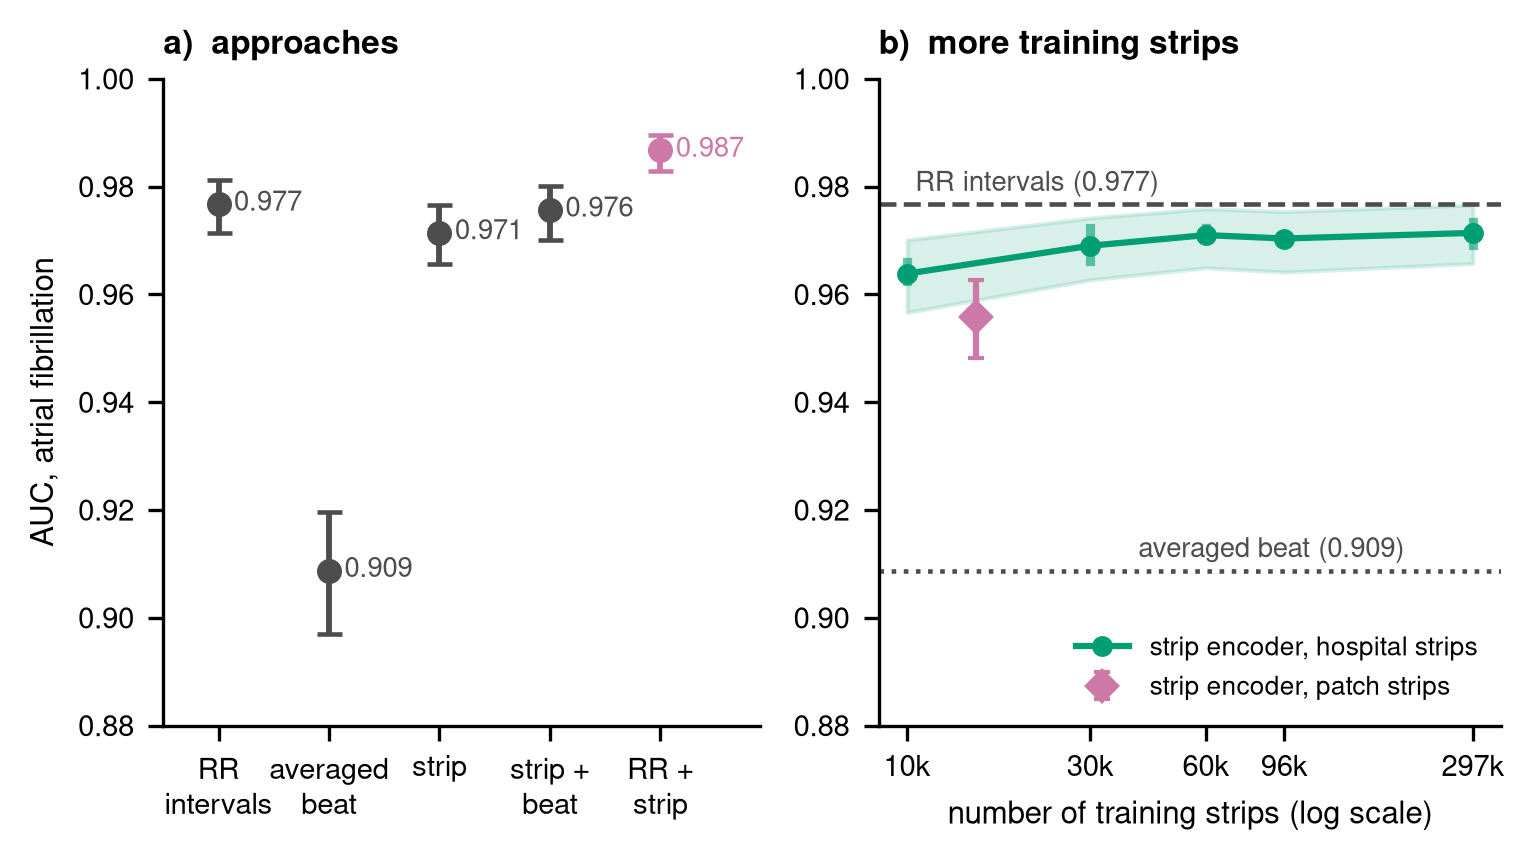 a) approaches
1.00
0.98
0.96
0.94
0.92
0.90
0.88
AUC, atrial fibrillation
0.977
0.909
0.971
0.976
0.987
RR intervals
averaged beat
strip
strip + beat
RR + strip
b) more training strips
1.00
0.98
0.96
0.94
0.92
0.90
0.88
RR intervals (0.977)
averaged beat (0.909)
strip encoder, hospital strips
strip encoder, patch strips
10k
30k
60k
96k
297k
number of training strips (log scale)